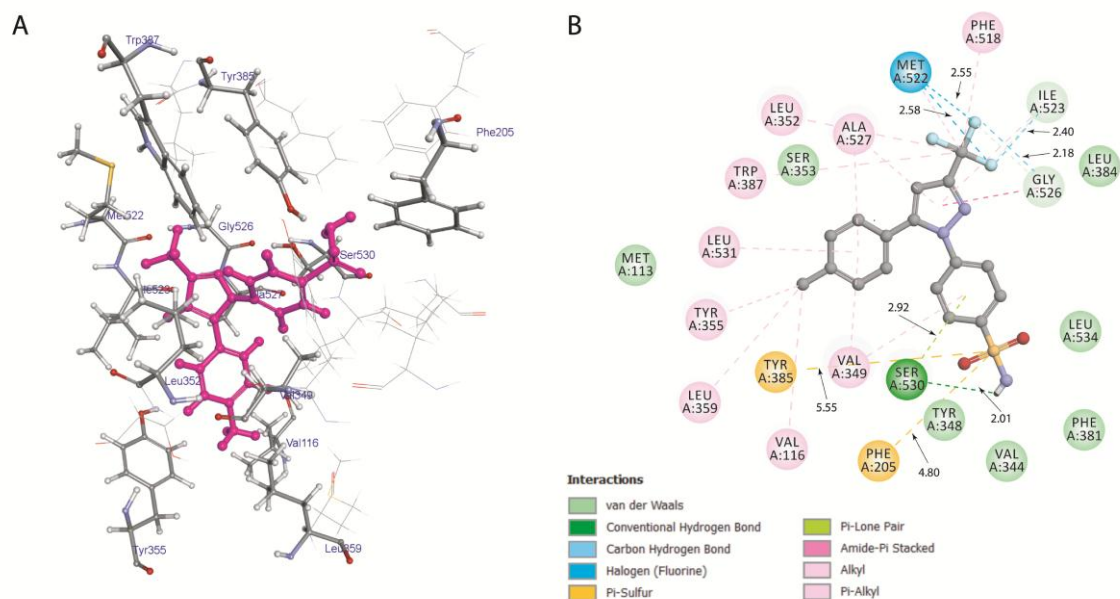 A
Trp387
Tyr385
Phe205
Met522
Gly526
Ser530
Leu352
Val349
Val116
Tyr355
Leu359
B
PHE
A:518
MET
A:522
2.55
ILE
A:523
LEU
A:352
2.58
ALA
A:527
2.40
SER
A:353
2.18
LEU
A:384
TRP
A:387
GLY
A:526
LEU
A:531
MET
A:113
TYR
A:355
2.92
LEU
A:534
TYR
A:385
VAL
A:349
SER
A:530
LEU
A:359
5.55
TYR
A:348
2.01
PHE
A:381
VAL
A:116
PHE
A:205
VAL
A:344
4.80
Interactions
van der Waals
Conventional Hydrogen Bond
Carbon Hydrogen Bond
Halogen (Fluorine)
Pi-Sulfur
Pi-Lone Pair
Amide-Pi Stacked
Alkyl
Pi-Alkyl